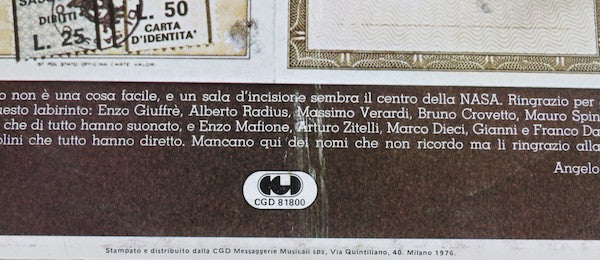 DIRITTI
L. 25
L. 50
CARTA
D'IDENTITA'
IST. POL. STATO OFFICINA CARTE VALORI
o non è una cosa facile, e un sala d'incisione sembra il centro della NASA. Ringrazio per
uesto labirinto: Enzo Giuffrè, Alberto Radius, Massimo Verardi, Bruno Crovetto, Mauro Spin
che di tutto hanno suonato, e Enzo Mafione, Arturo Zitelli, Marco Dieci, Gianni e Franco Da
olini che tutto hanno diretto. Mancano qui dei nomi che non ricordo ma li ringrazio alla
Angelo
CGD 81800
Stampato e distribuito dalla CGD Messaggerie Musicali spa, Via Quintiliano, 40. Milano 1976.